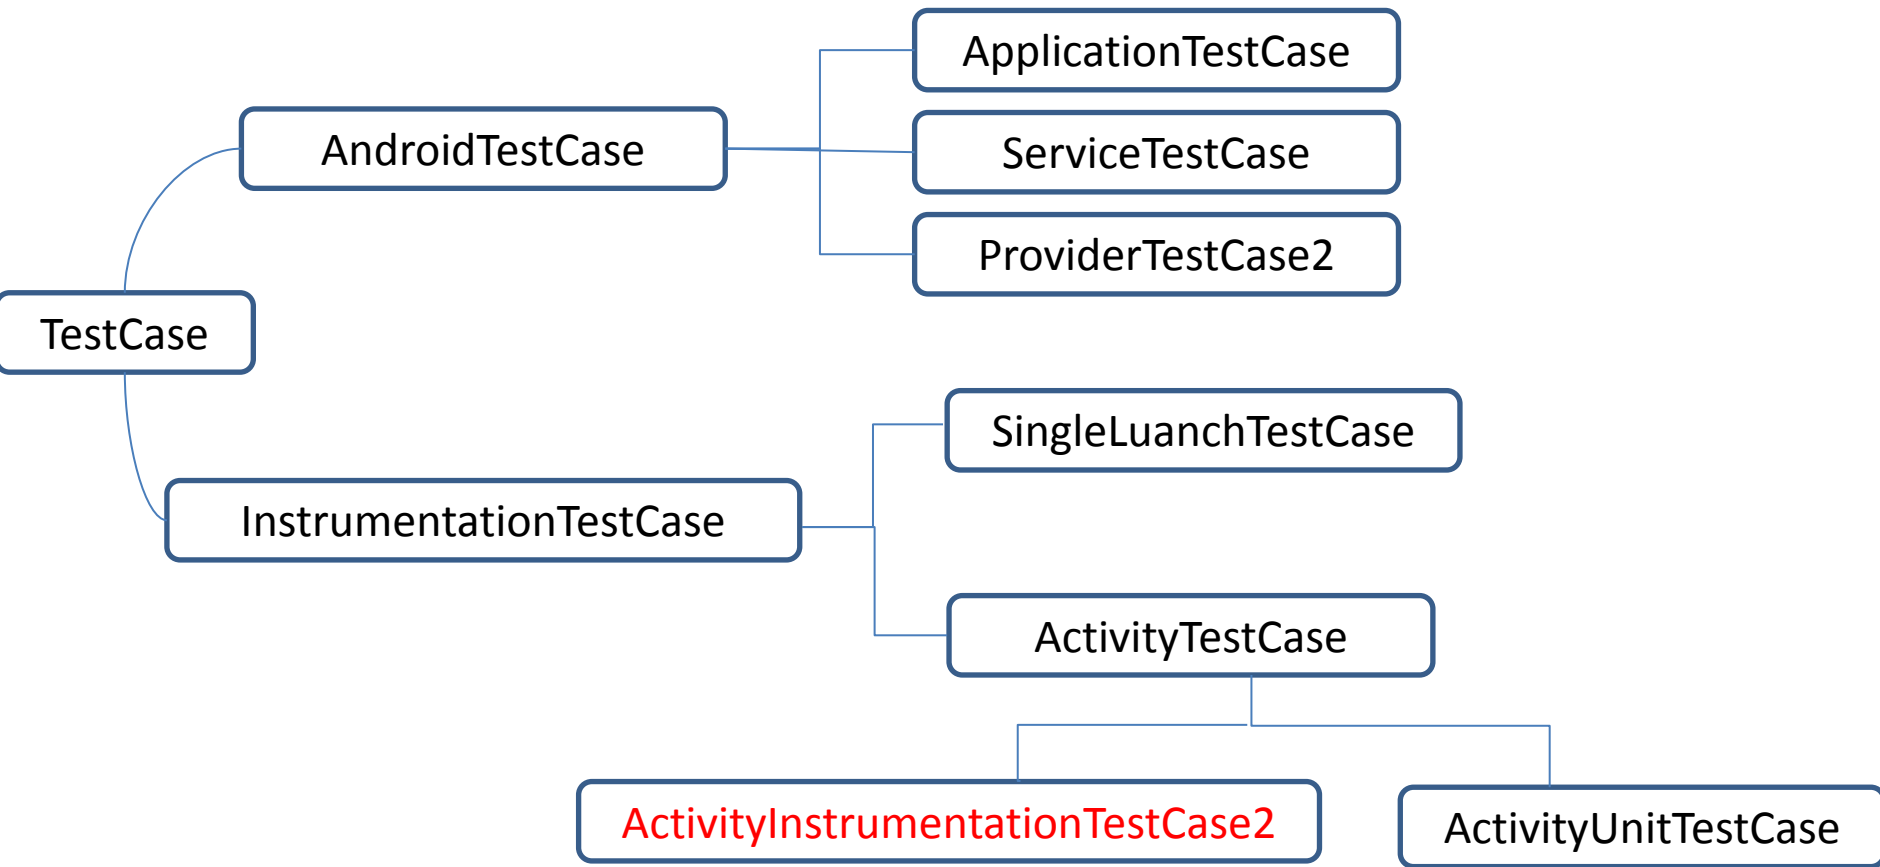 ApplicationTestCase
AndroidTestCase
ServiceTestCase
ProviderTestCase2
TestCase
SingleLuanchTestCase
InstrumentationTestCase
ActivityTestCase
ActivityInstrumentationTestCase2
ActivityUnitTestCase